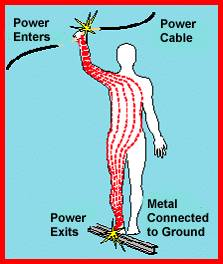 Power
Enters
Power
Cable
Power
Exits
Metal
Connected
to Ground